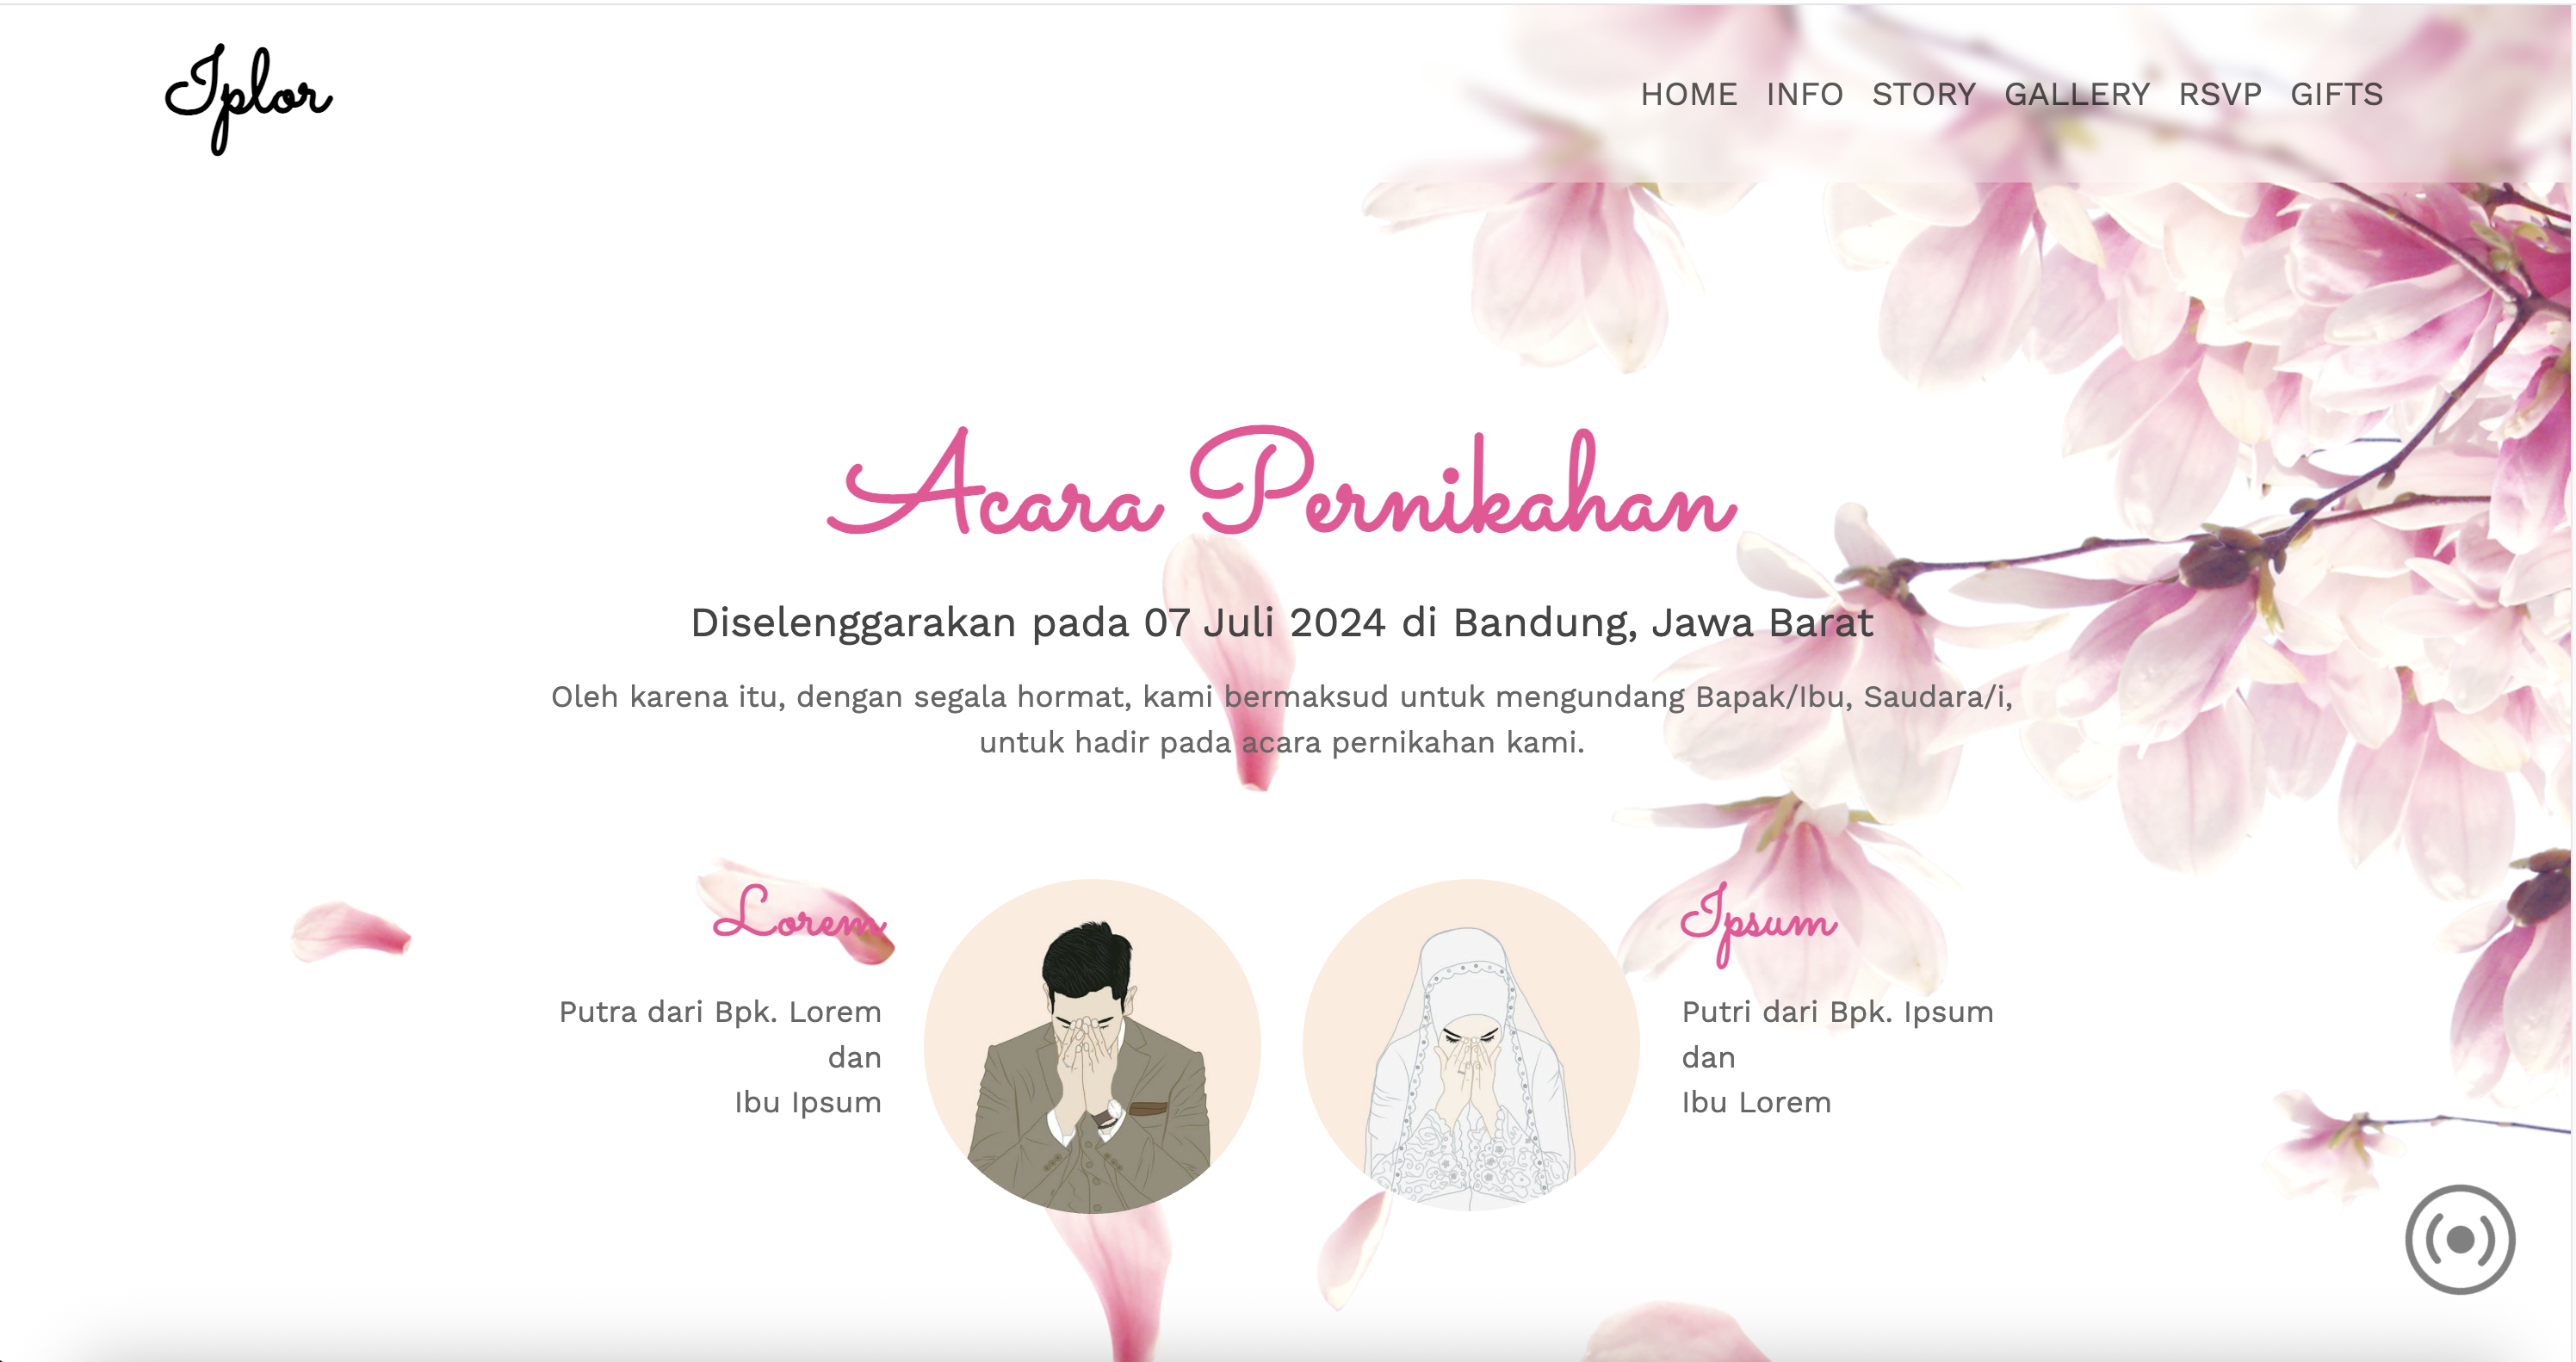 Iplor
HOME INFO STORY GALLERY RSVP GIFTS
Acara Pernikahan
Diselenggarakan pada 07 Juli 2024 di Bandung, Jawa Barat
Oleh karena itu, dengan segala hormat, kami bermaksud untuk mengundang Bapak/Ibu, Saudara/i,
untuk hadir pada acara pernikahan kami.
Lorem
Putra dari Bpk. Lorem
dan
Ibu Ipsum
Ipsum
Putri dari Bpk. Ipsum
dan
Ibu Lorem